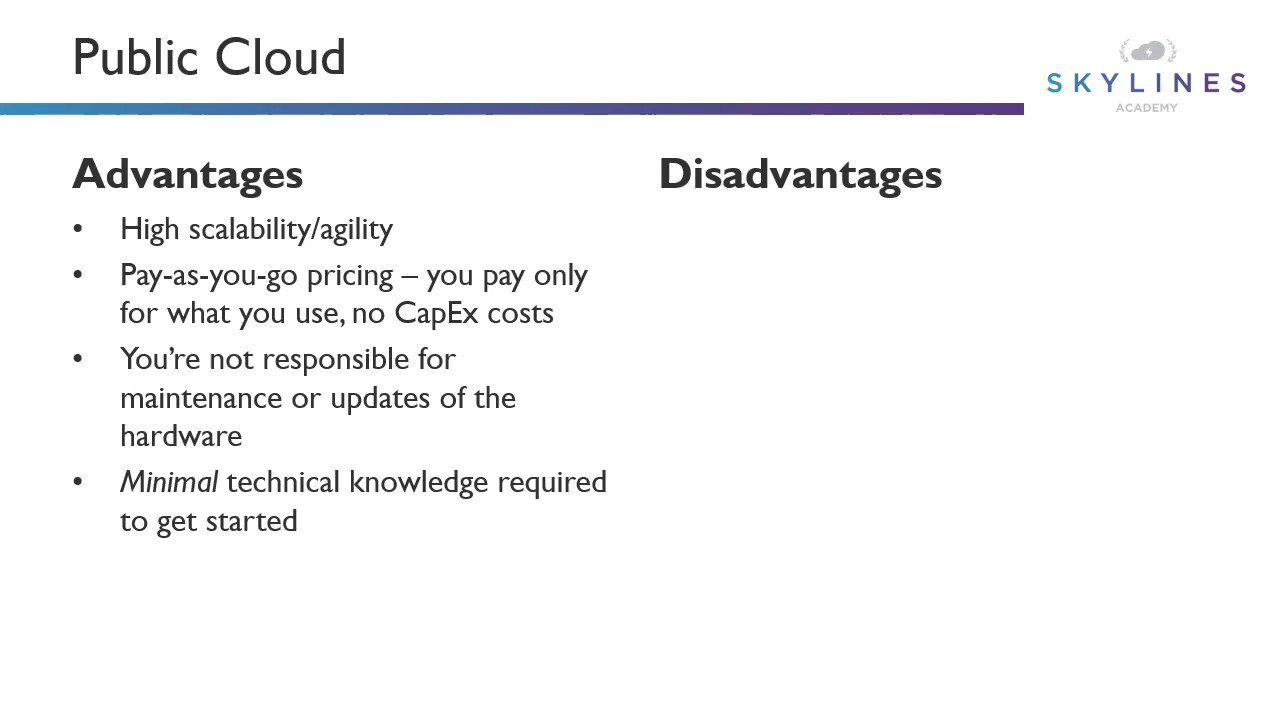 Public Cloud
SKYLINES
ACADEMY
Advantages
• High scalability/agility
• Pay-as-you-go pricing – you pay only
for what you use, no CapEx costs
• You’re not responsible for
maintenance or updates of the
hardware
• Minimal technical knowledge required
to get started
Disadvantages